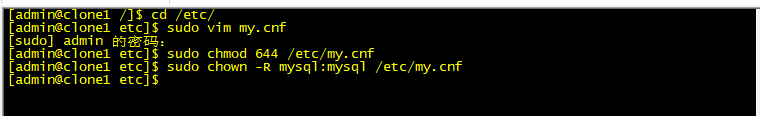 [admin@clone1 /]$ cd /etc/
[admin@clone1 etc]$ sudo vim my.cnf
[sudo] admin 的密码：
[admin@clone1 etc]$ sudo chmod 644 /etc/my.cnf
[admin@clone1 etc]$ sudo chown -R mysql:mysql /etc/my.cnf
[admin@clone1 etc]$